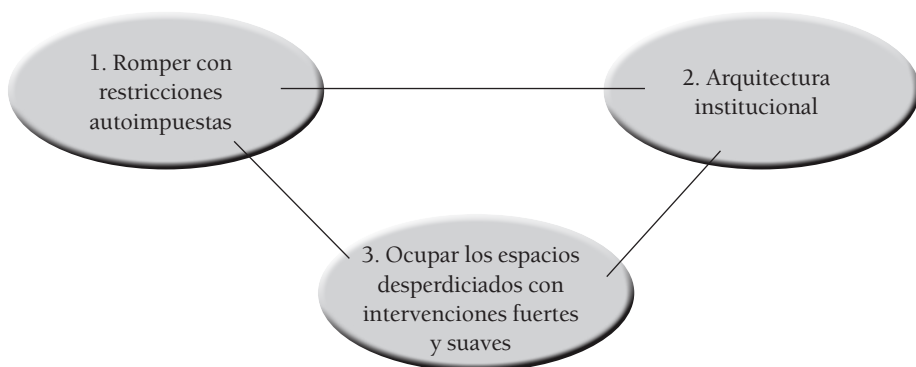 1. Romper con
restricciones
autoimpuestas
2. Arquitectura
institucional
3. Ocupar los espacios
desperdiciados con
intervenciones fuertes
y suaves